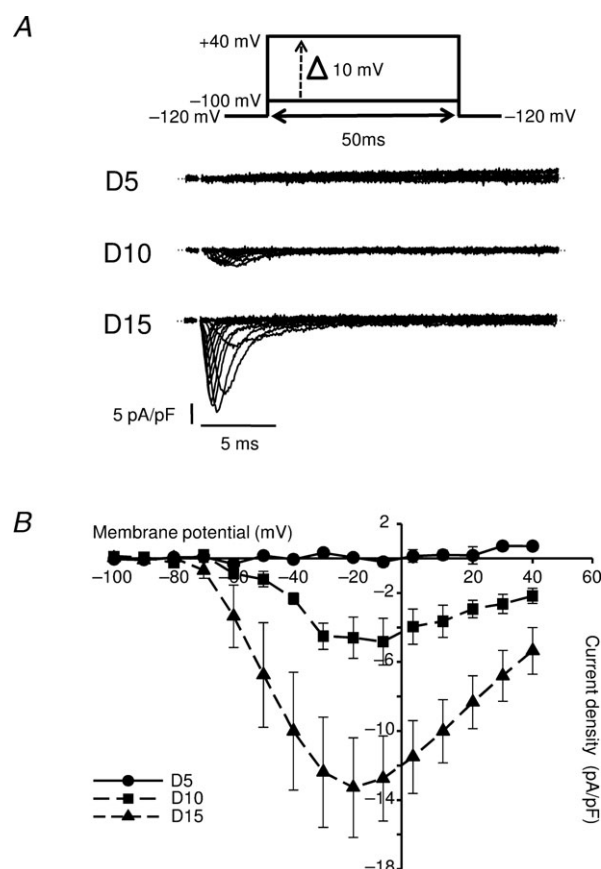 A
+40 mV
Δ 10 mV
−100 mV
−120 mV
−120 mV
50ms
D5
D10
D15
5 pA/pF
5 ms
B
Membrane potential (mV)
2
−100
−80
−60
−40
−20
20
40
60
−2
−6
−10
−14
−18
Current density (pA/pF)
D5
D10
D15